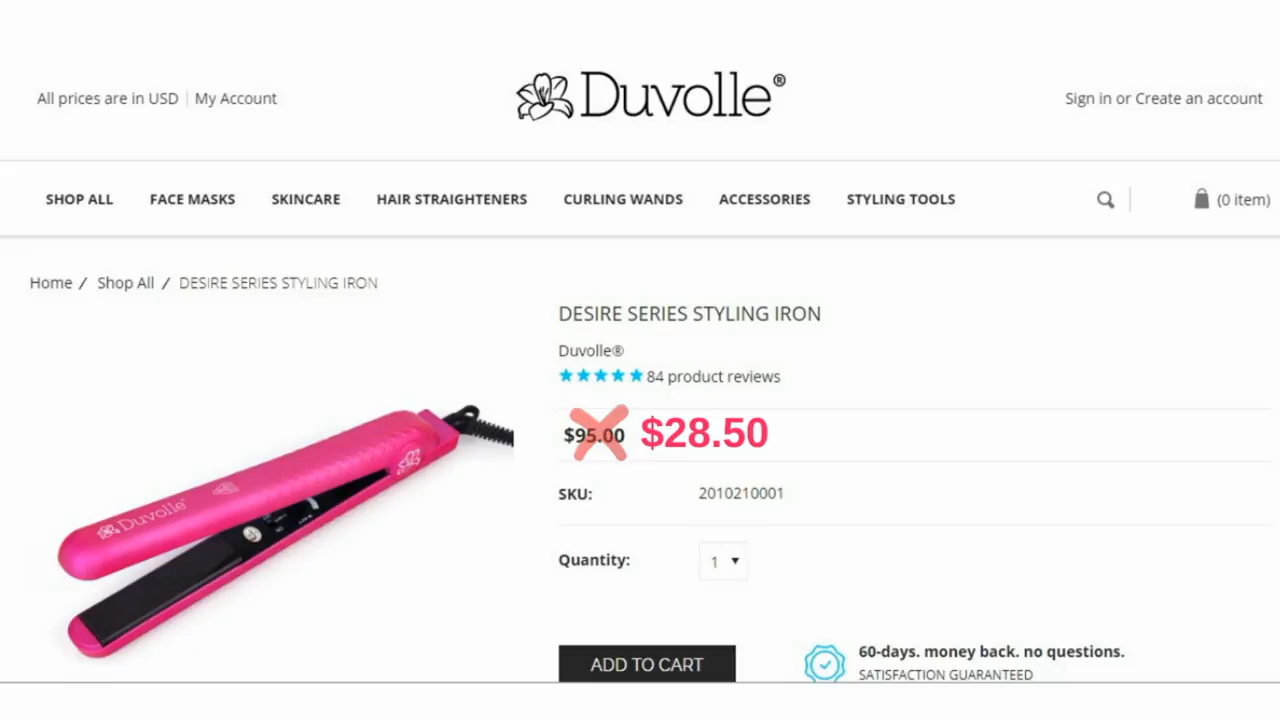 All prices are in USD
My Account
Duvolle®
Sign in or Create an account
SHOP ALL
FACE MASKS
SKINCARE
HAIR STRAIGHTENERS
CURLING WANDS
ACCESSORIES
STYLING TOOLS
(0 item)
Home / Shop All / DESIRE SERIES STYLING IRON
DESIRE SERIES STYLING IRON
Duvolle®
84 product reviews
$95.00 $28.50
SKU: 2010210001
Quantity: 1
Duvolle
ADD TO CART
60-days. money back. no questions.
SATISFACTION GUARANTEED